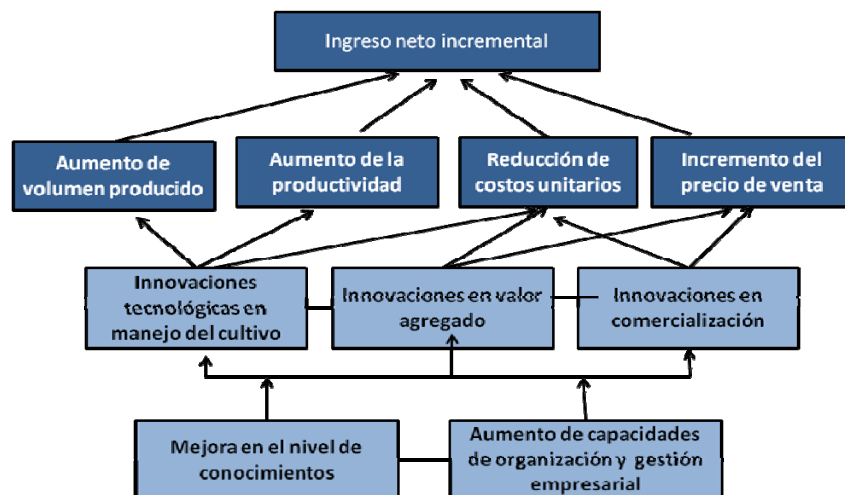 Ingreso neto incremental
Aumento de
volumen producido
Aumento de la
productividad
Reducción de
costos unitarios
Incremento del
precio de venta
Innovaciones
tecnológicas en
manejo del cultivo
Innovaciones en valor
agregado
Innovaciones en
comercialización
Mejora en el nivel de
conocimientos
Aumento de capacidades
de organización y gestión
empresarial